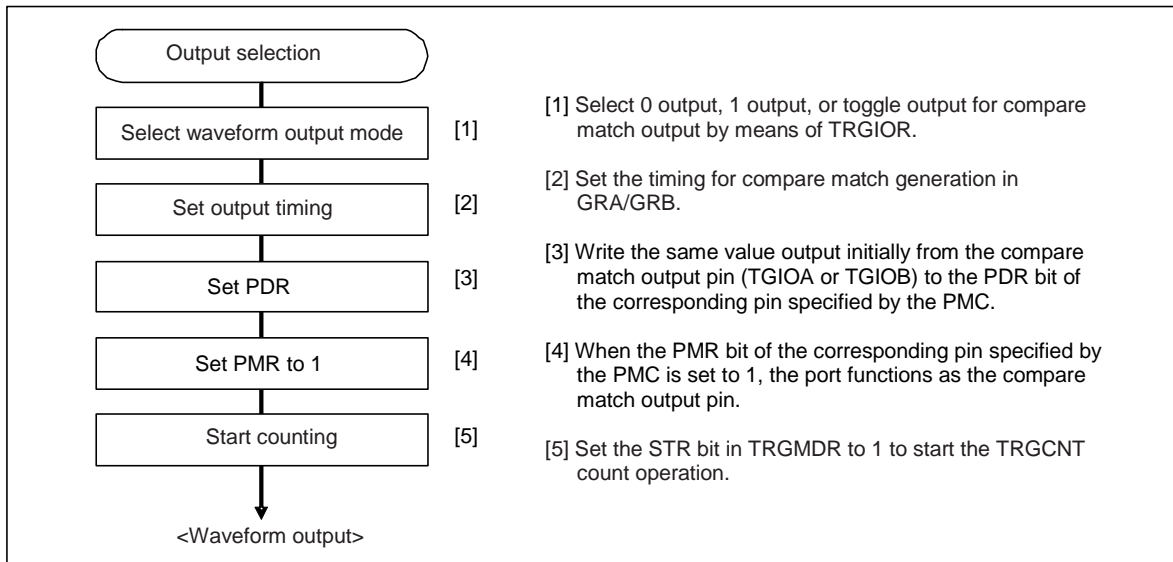 Output selection
Select waveform output mode [1]
Set output timing [2]
Set PDR [3]
Set PMR to 1 [4]
Start counting [5]
<Waveform output>
[1] Select 0 output, 1 output, or toggle output for compare
match output by means of TRGIOR.
[2] Set the timing for compare match generation in
GRA/GRB.
[3] Write the same value output initially from the compare
match output pin (TGIOA or TGIOB) to the PDR bit of
the corresponding pin specified by the PMC.
[4] When the PMR bit of the corresponding pin specified by
the PMC is set to 1, the port functions as the compare
match output pin.
[5] Set the STR bit in TRGMDR to 1 to start the TRGCNT
count operation.